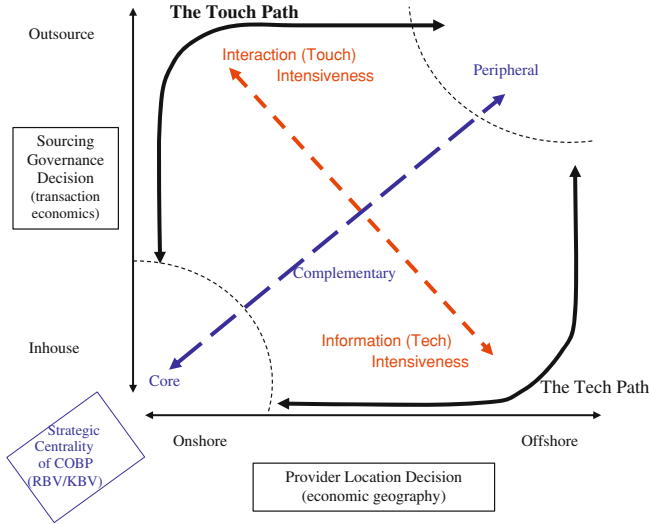 The Touch Path
Outsource
Interaction (Touch)
Intensiveness
Peripheral
Sourcing
Governance
Decision
(transaction
economics)
Complementary
Information (Tech)
Intensiveness
Inhouse
Core
The Tech Path
Strategic
Centrality
of COBP
(RBV/KBV)
Onshore
Offshore
Provider Location Decision
(economic geography)